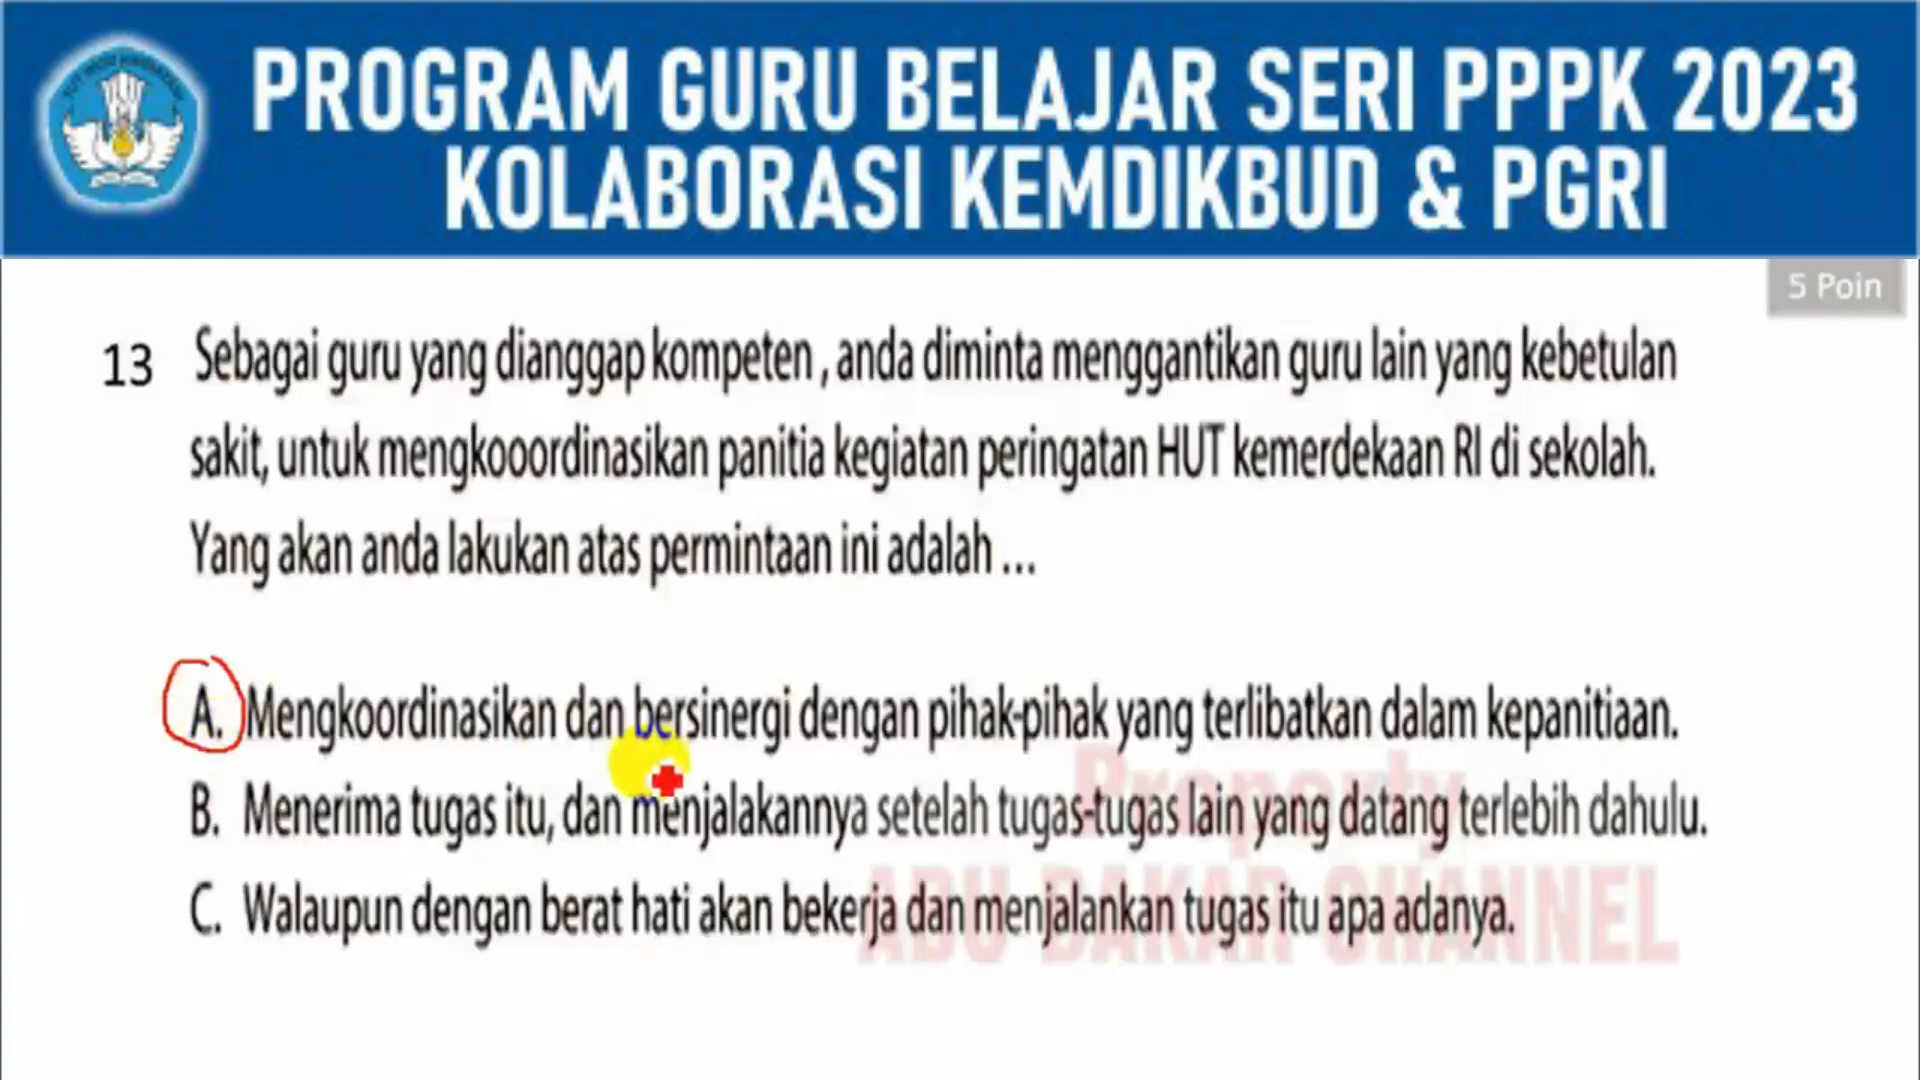 PROGRAM GURU BELAJAR SERI PPPK 2023
KOLABORASI KEMDIKBUD & PGRI
5 Poin
13 Sebagai guru yang dianggap kompeten , anda diminta menggantikan guru lain yang kebetulan
sakit, untuk mengkooordinasikan panitia kegiatan peringatan HUT kemerdekaan RI di sekolah.
Yang akan anda lakukan atas permintaan ini adalah ...
A. Mengkoordinasikan dan bersinergi dengan pihak-pihak yang terlibatkan dalam kepanitiaan.
B. Menerima tugas itu, dan menjalakannya setelah tugas-tugas lain yang datang terlebih dahulu.
C. Walaupun dengan berat hati akan bekerja dan menjalankan tugas itu apa adanya.
Property
ABU BAKAR CHANNEL